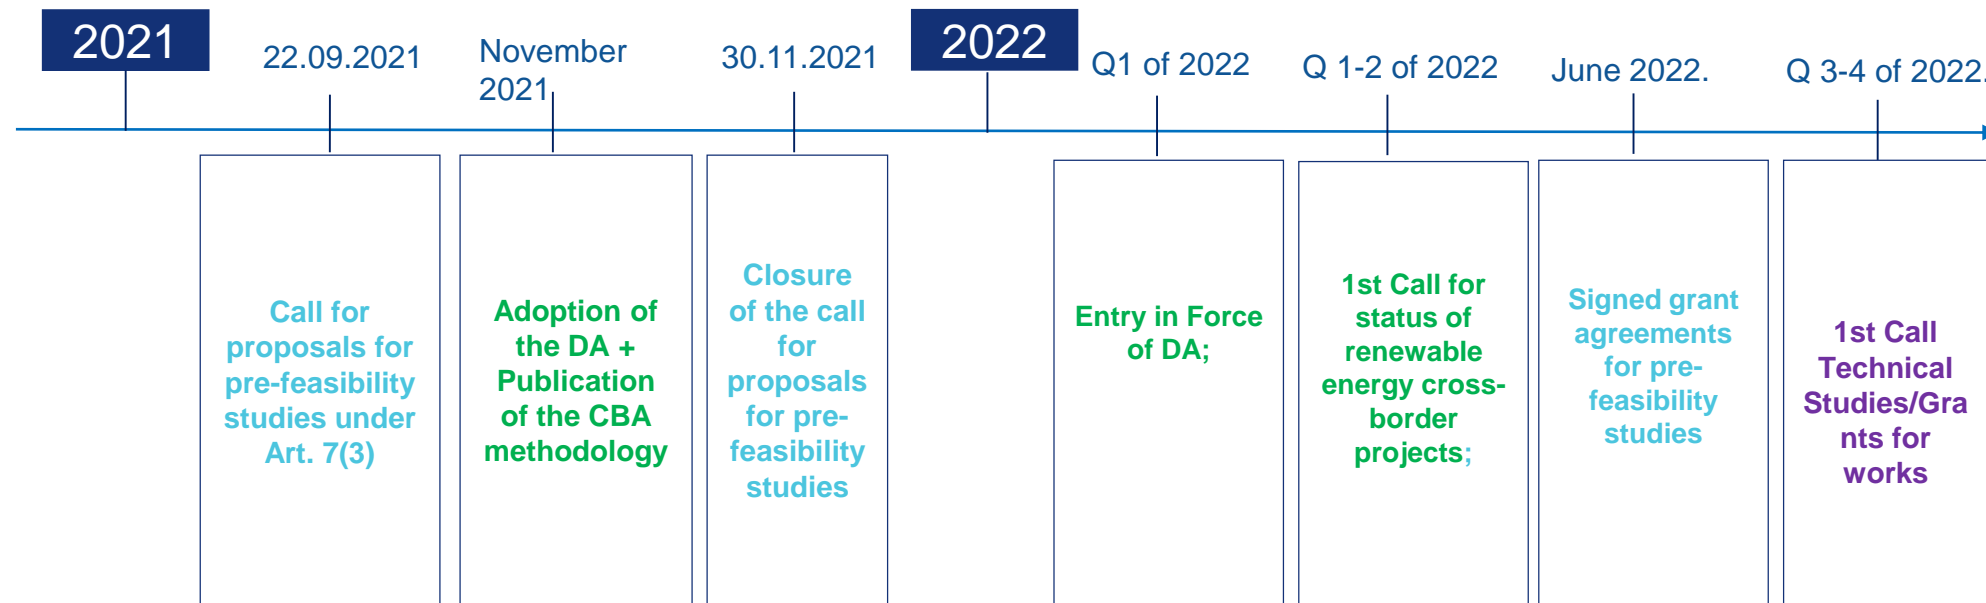 2021
22.09.2021
November
2021
30.11.2021
2022
Q1 of 2022
Q 1-2 of 2022
June 2022.
Q 3-4 of 2022.
Call for
proposals for
pre-feasibility
studies under
Art. 7(3)
Adoption of
the DA +
Publication
of the CBA
methodology
Closure
of the call
for
proposals
for pre-
feasibility
studies
Entry in Force
of DA;
1st Call for
status of
renewable
energy cross-
border
projects;
Signed grant
agreements
for pre-
feasibility
studies
1st Call
Technical
Studies/Gra
nts for
works